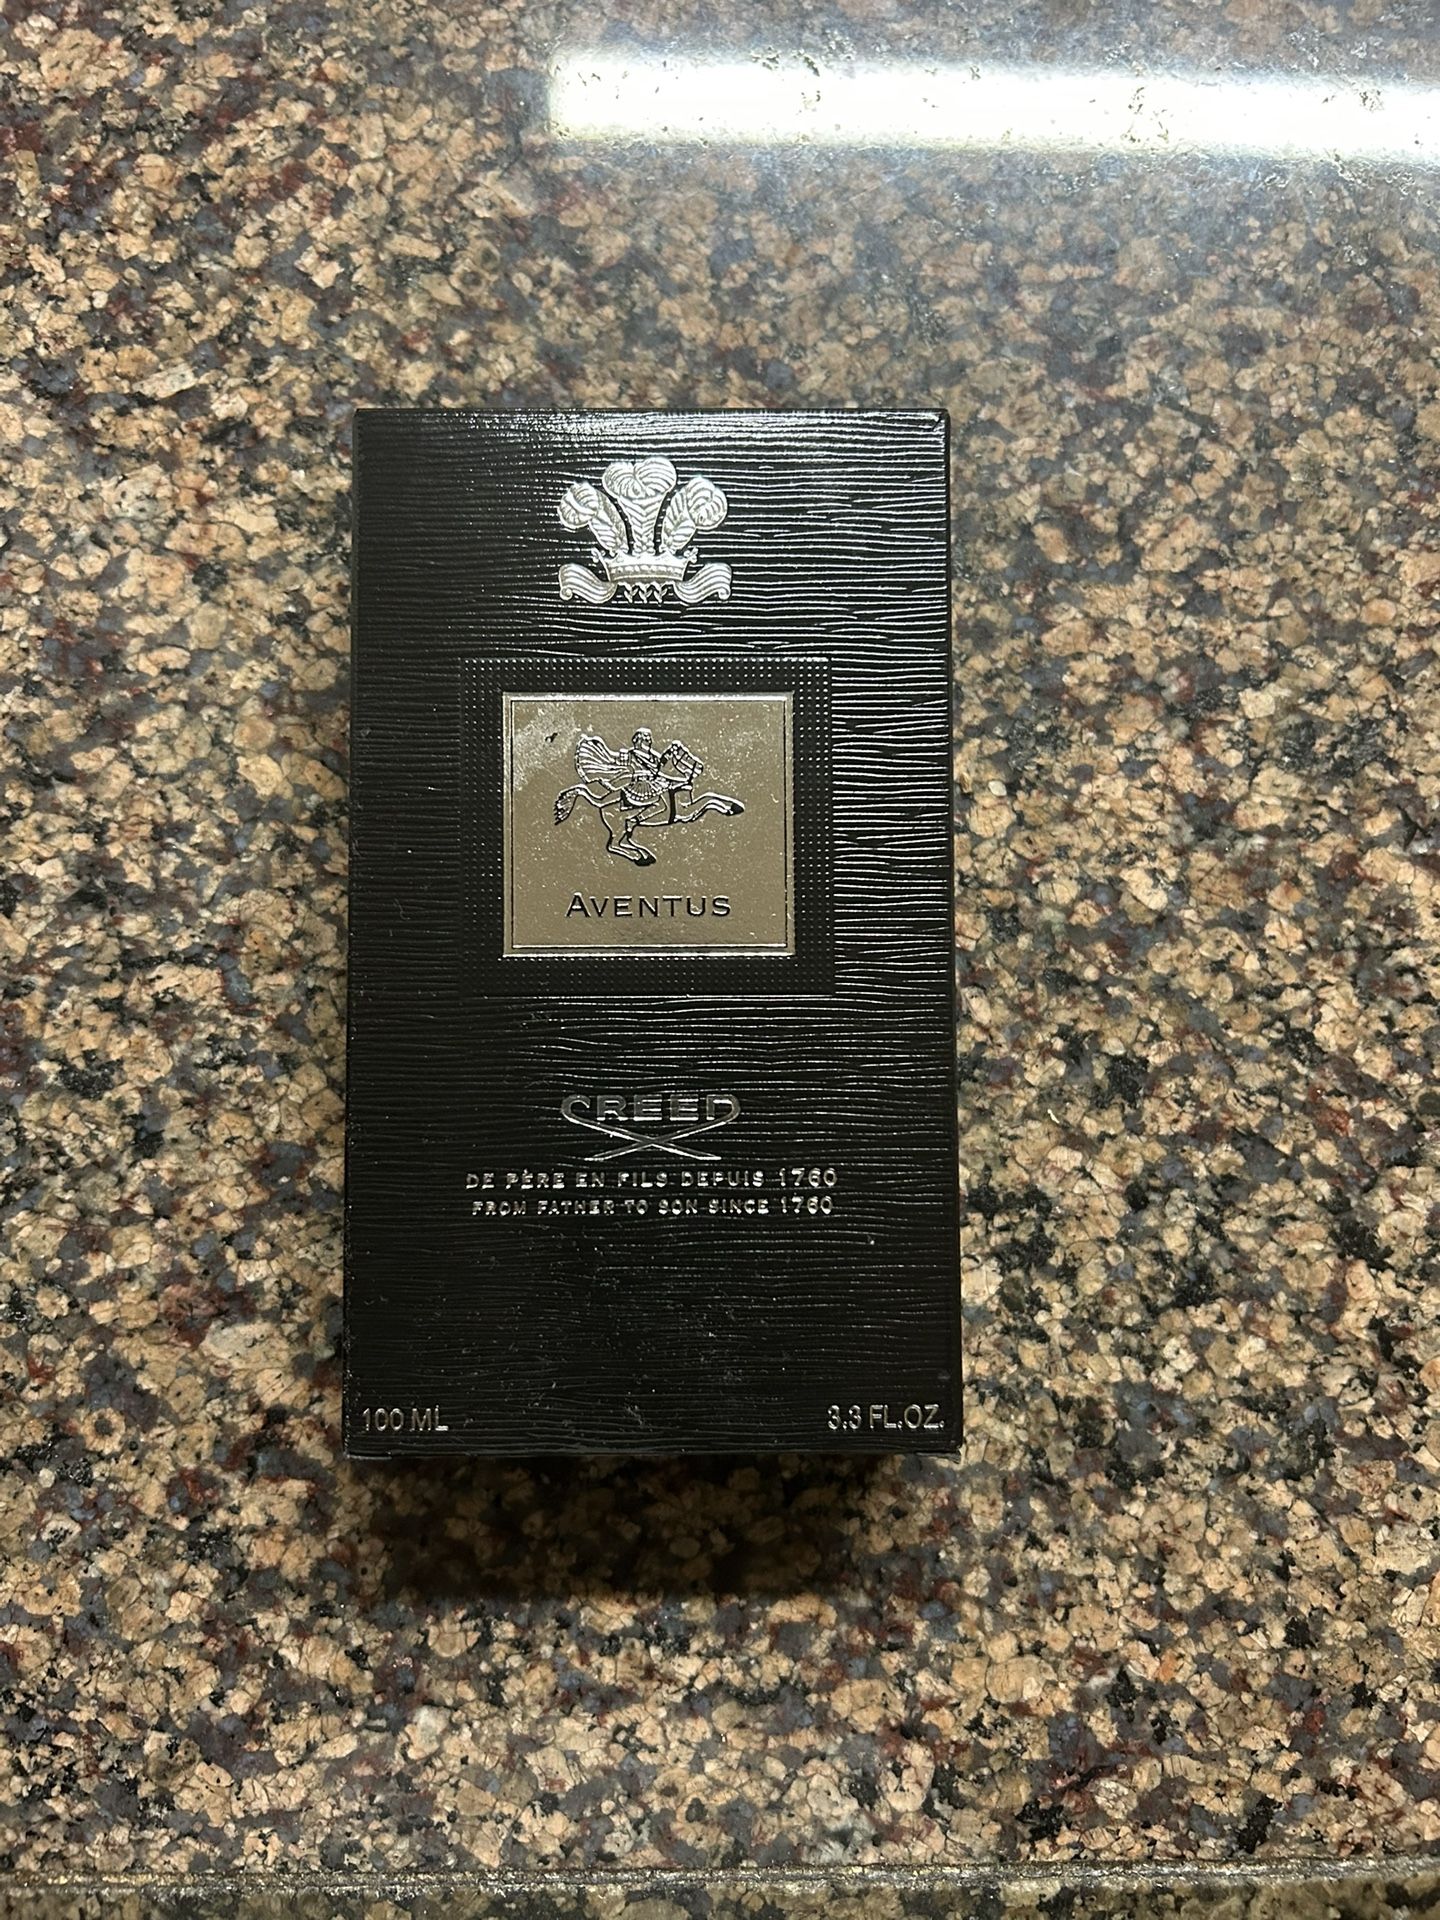 AVENTUS
CREED
DE PÈRE EN FILS DEPUIS 1760
FROM FATHER TO SON SINCE 1760
100 ML 3.3 FL.OZ.